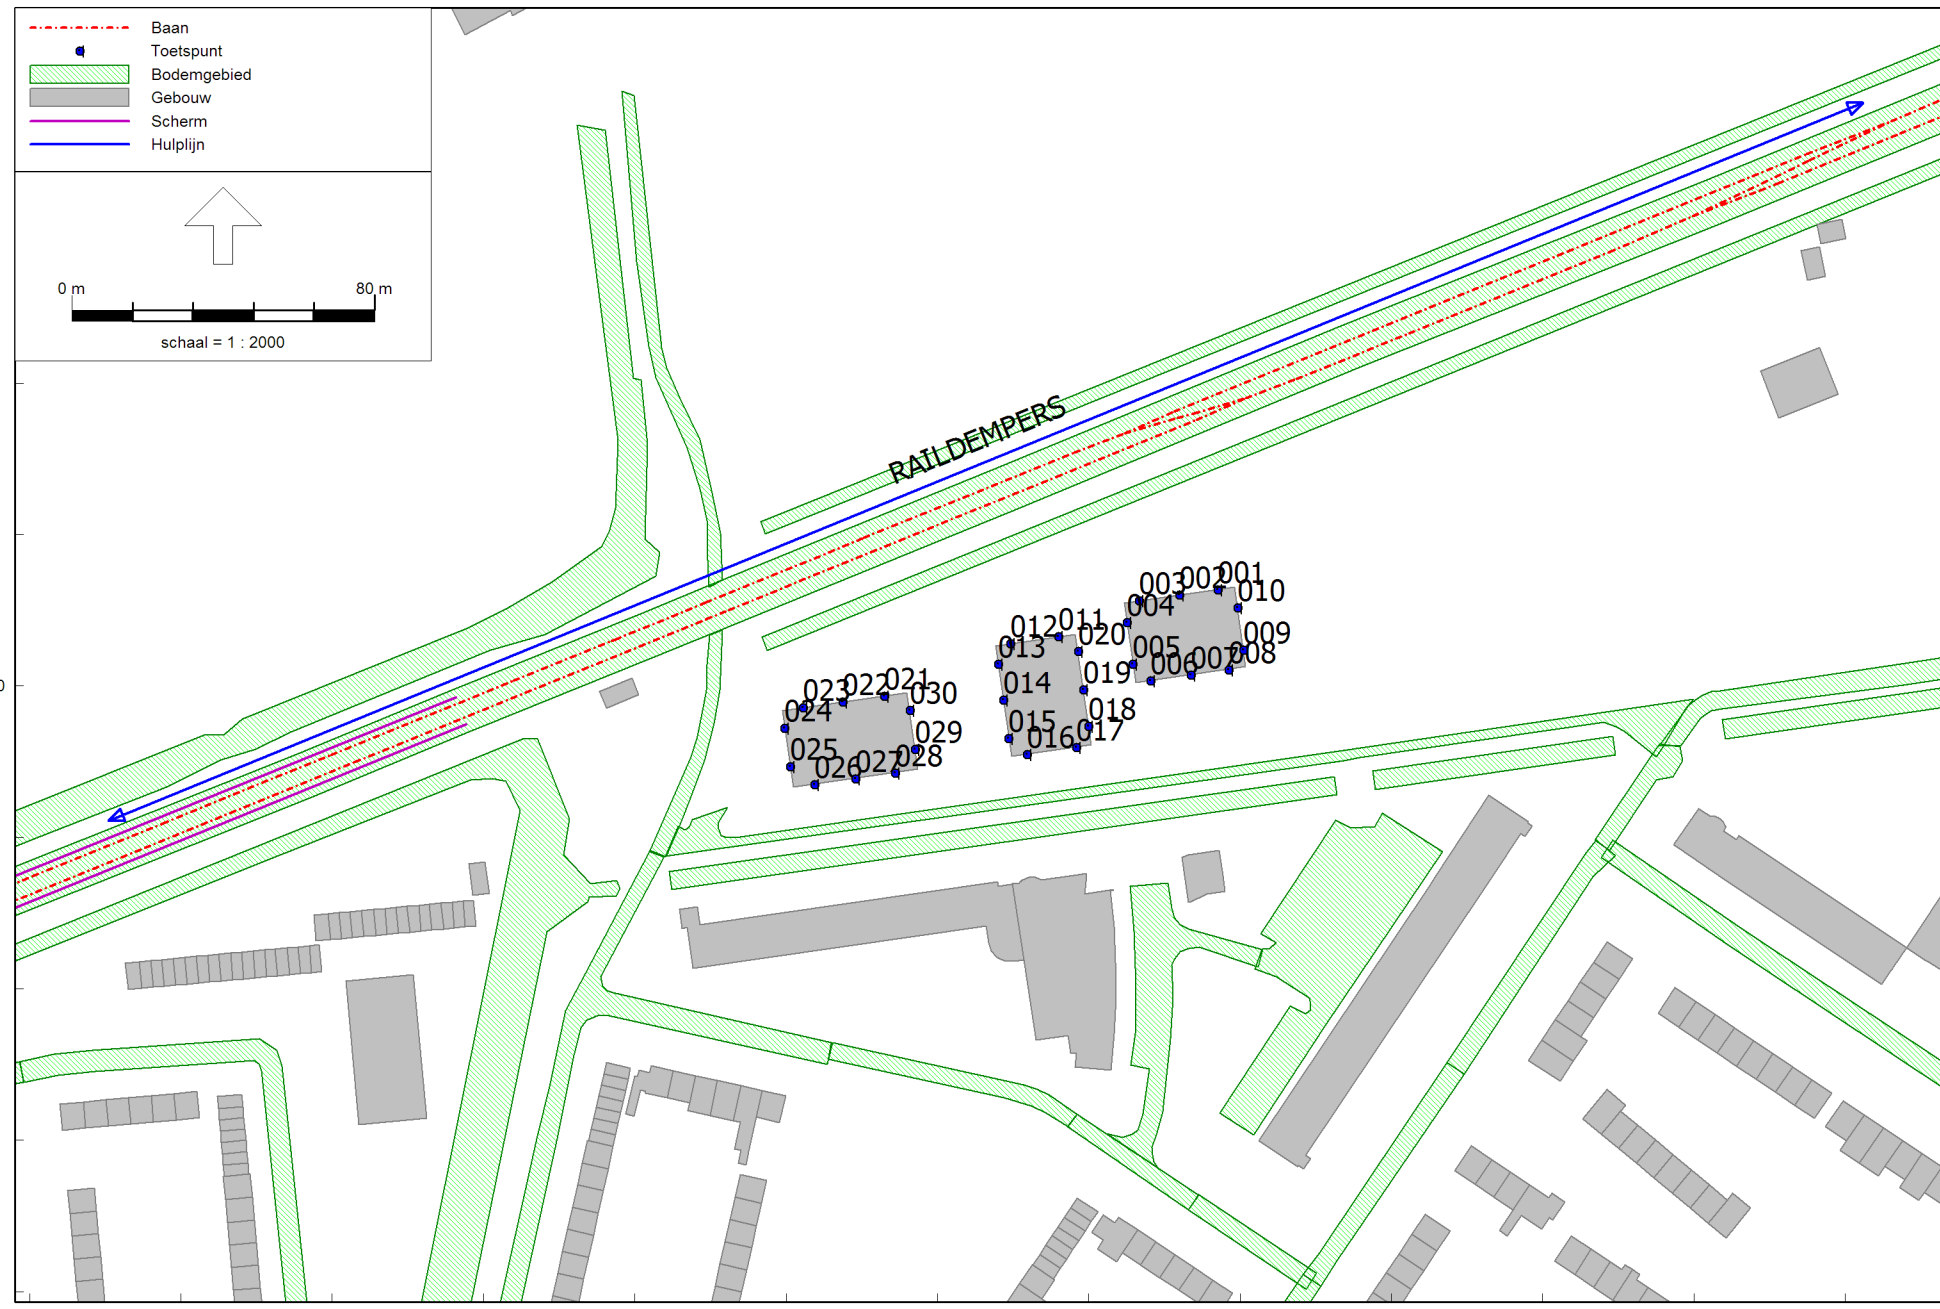 Baan
Toetspunt
Bodemgebied
Gebouw
Scherm
Hulplijn
0 m 80 m
schaal = 1 : 2000
RAILDEMPERS
003 002 001
004 010
005 009
006 007 008
012 011
013 020
014 019
015 018
016 017
023 022 021
024 030
025 029
026 027 028
0